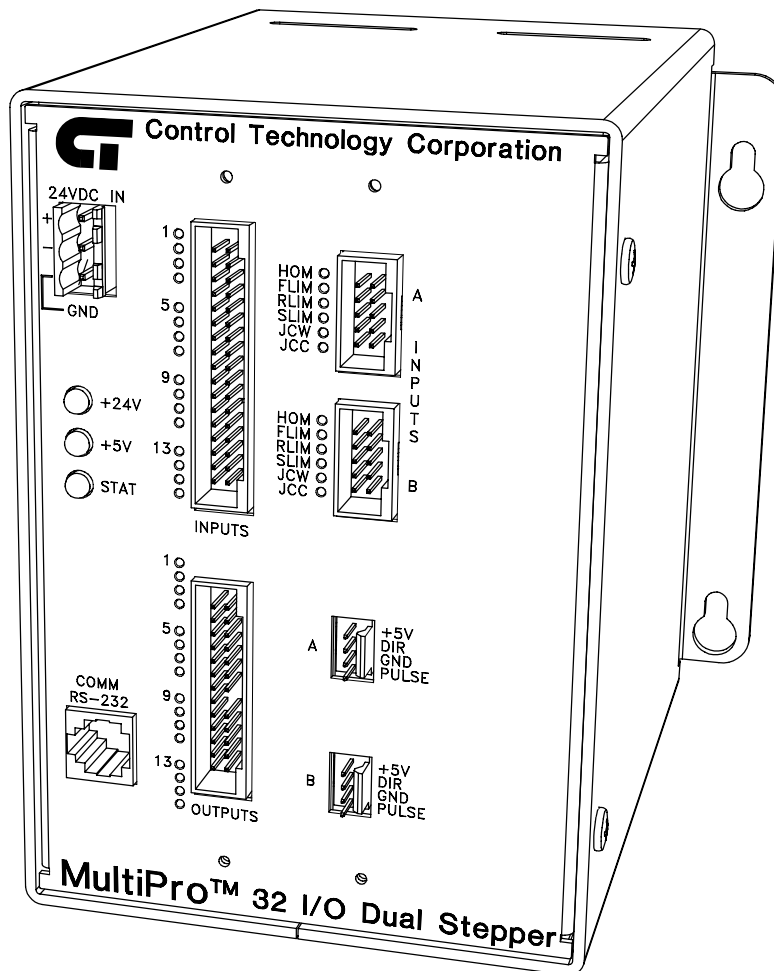 CT Control Technology Corporation
24VDC IN
+
−
GND
+24V
+5V
STAT
COMM
RS-232
1
5
9
13
INPUTS
1
5
9
13
OUTPUTS
HOM
FLIM
RLIM
SLIM
JCW
JCC
A
INPUTS
HOM
FLIM
RLIM
SLIM
JCW
JCC
B
A
+5V
DIR
GND
PULSE
B
+5V
DIR
GND
PULSE
MultiPro™ 32 I/O Dual Stepper